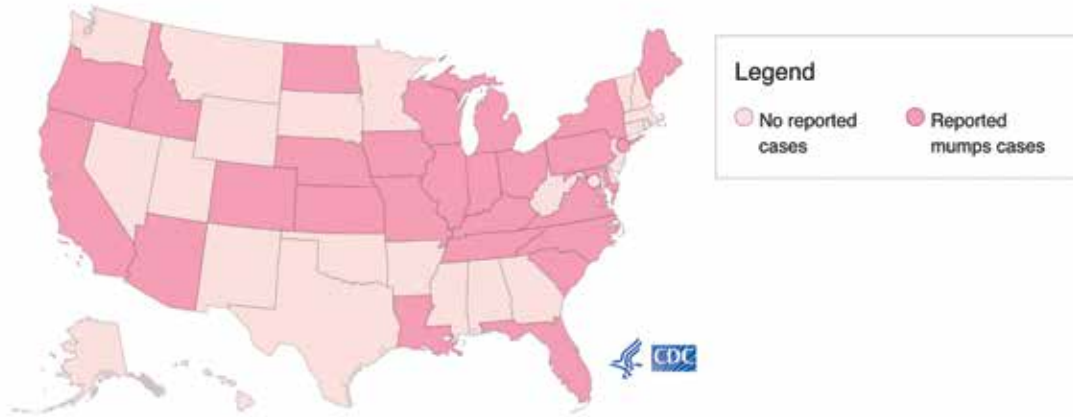 Legend
No reported
cases
Reported
mumps cases
CDC